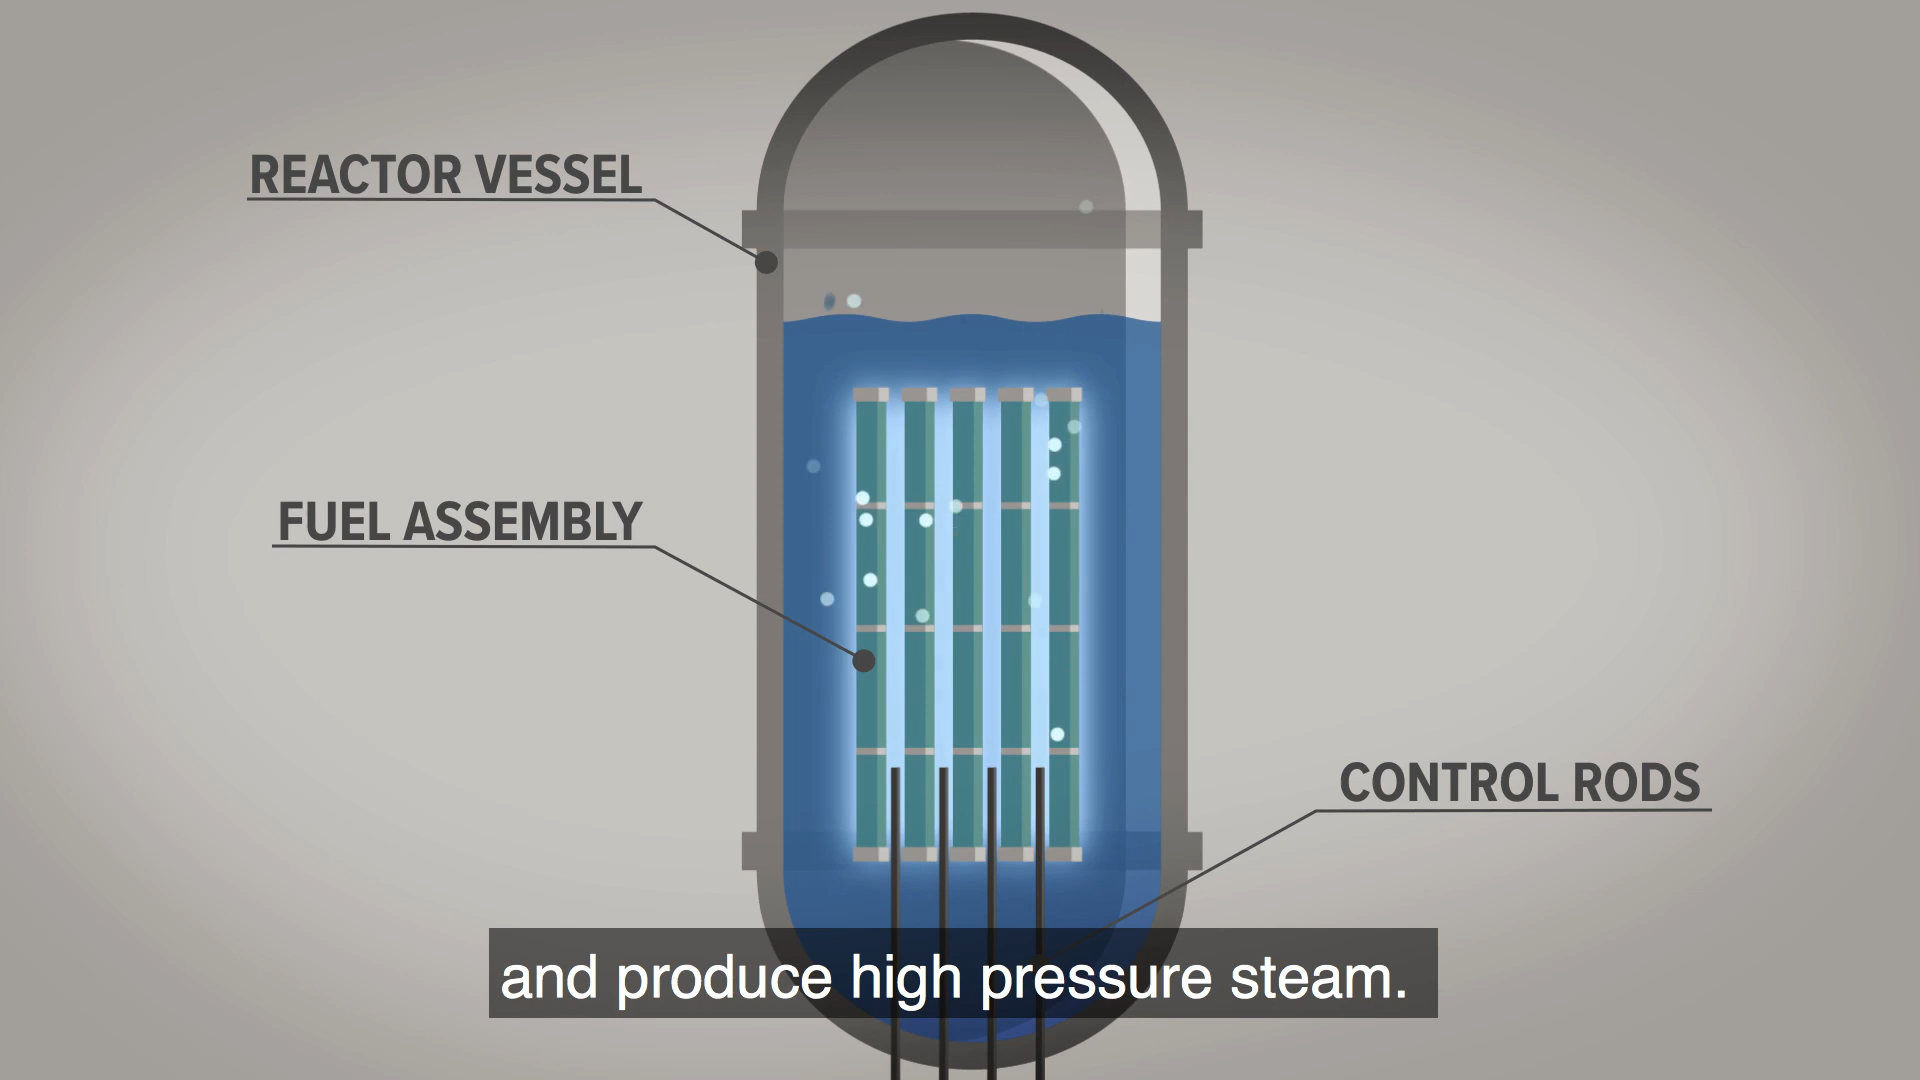 REACTOR VESSEL
FUEL ASSEMBLY
CONTROL RODS
and produce high pressure steam.